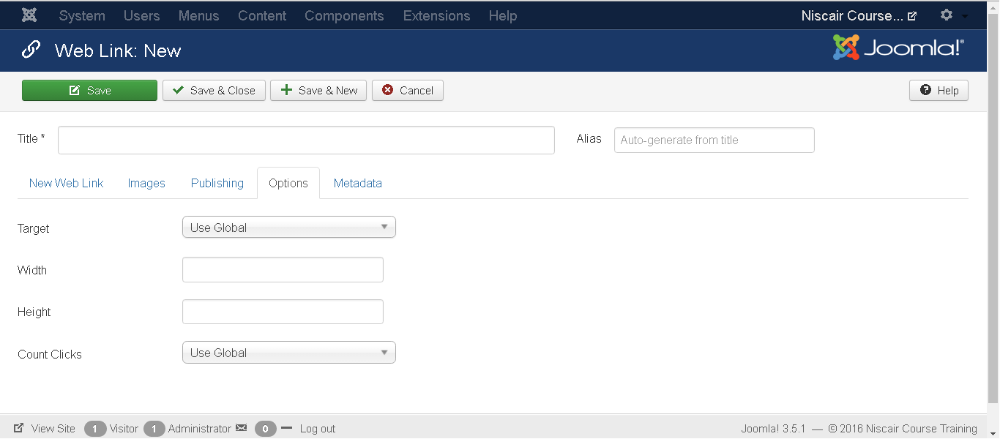 System Users Menus Content Components Extensions Help Niscair Course...
Web Link: New Joomla!®
Save Save & Close Save & New Cancel Help
Title * Alias Auto-generate from title
New Web Link Images Publishing Options Metadata
Target Use Global
Width
Height
Count Clicks Use Global
View Site 1 Visitor 1 Administrator 0 Log out Joomla! 3.5.1 — © 2016 Niscair Course Training